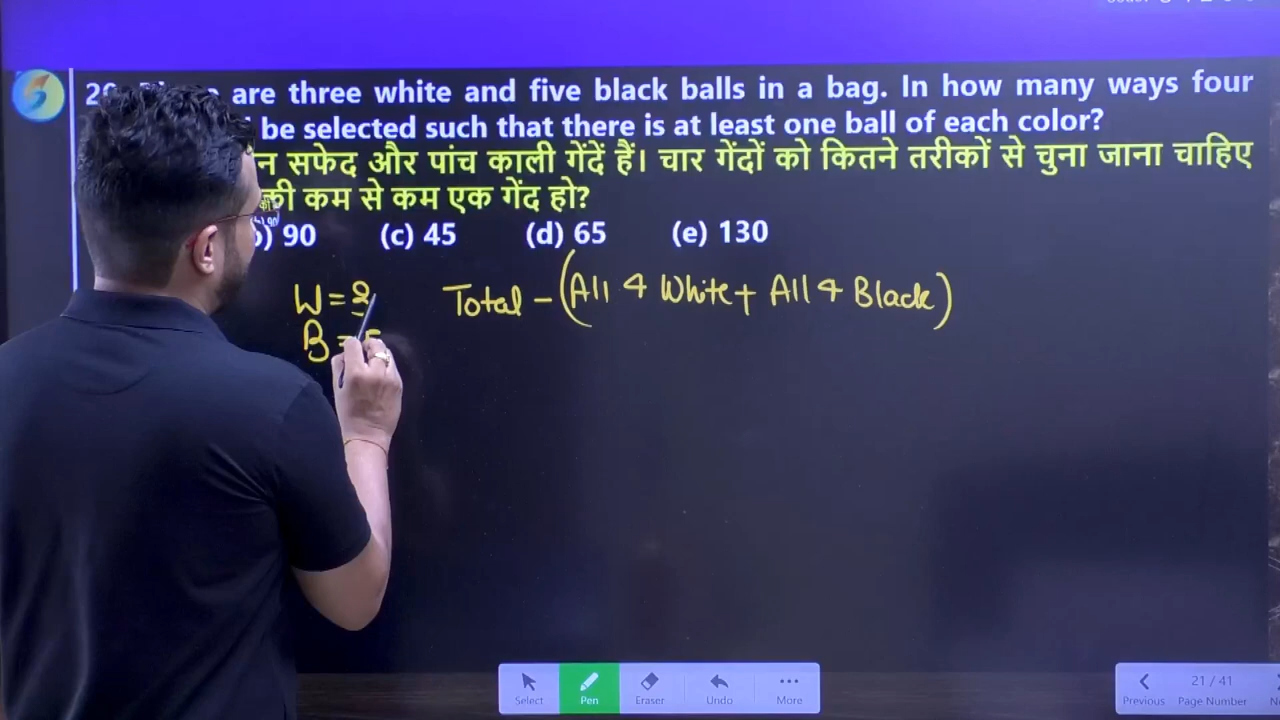 are three white and five black balls in a bag. In how many ways four
be selected such that there is at least one ball of each color?
न सफेद और पांच काली गेंदें हैं। चार गेंदों को कितने तरीकों से चुना जाना चाहिए
की कम से कम एक गेंद हो?
90 (c) 45 (d) 65 (e) 130
W = 3 Total - (All 4 White + All 4 Black)
B = 5
Select Pen Eraser Undo More
Previous 21 / 41
Page Number